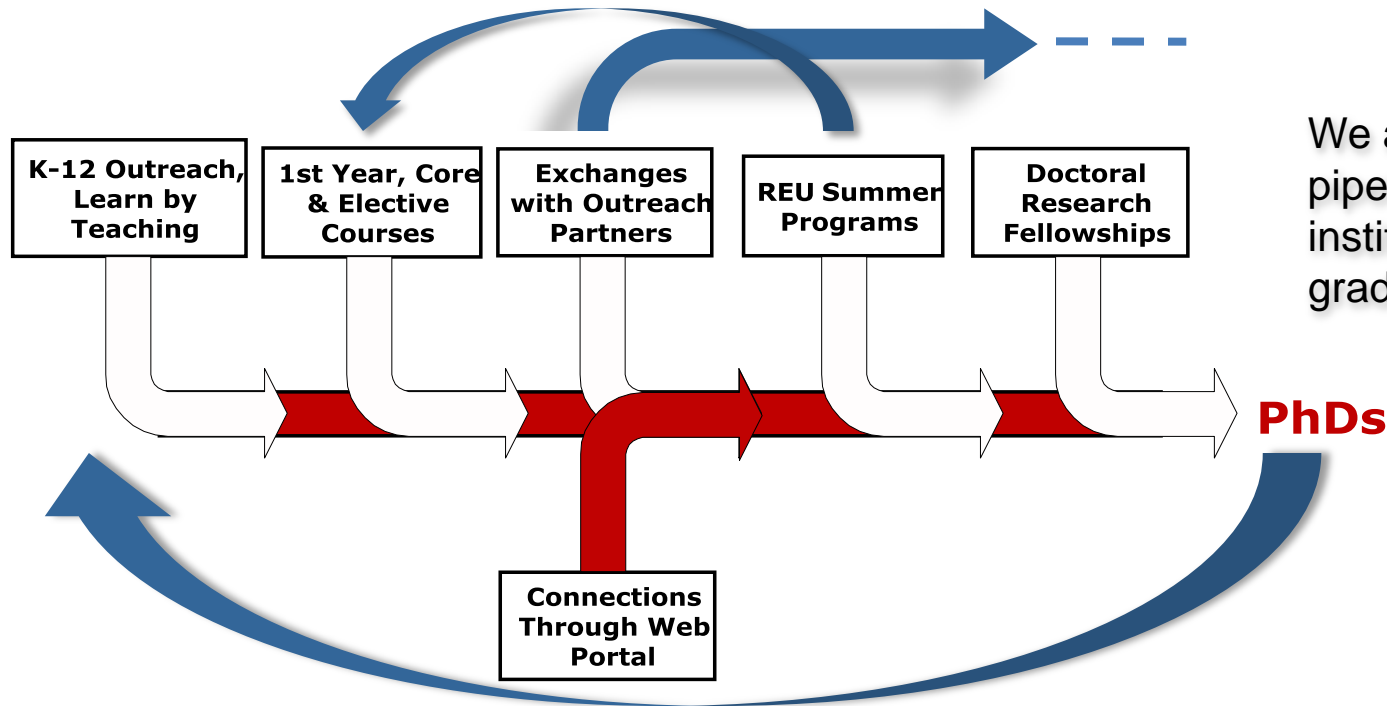 K-12 Outreach,
Learn by
Teaching
1st Year, Core
& Elective
Courses
Exchanges
with Outreach
Partners
REU Summer
Programs
Doctoral
Research
Fellowships
We
PhDs
Connections
Through Web
Portal